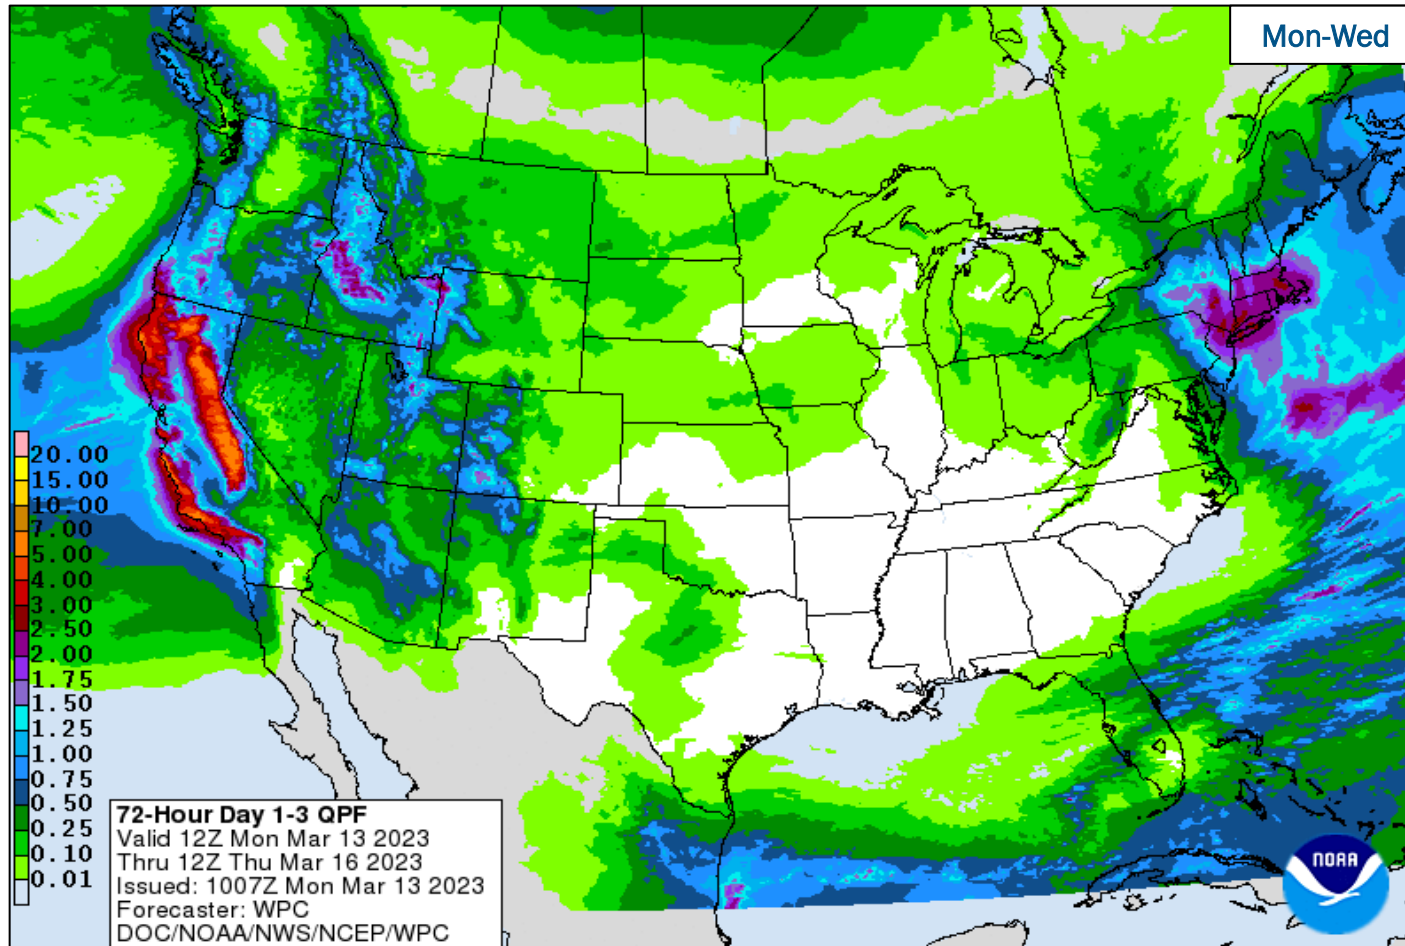 Mon-Wed
20.00
15.00
10.00
7.00
5.00
4.00
3.00
2.50
2.00
1.75
1.50
1.25
1.00
0.75
0.50
0.25
0.10
0.01
72-Hour Day 1-3 QPF
Valid 12Z Mon Mar 13 2023
Thru 12Z Thu Mar 16 2023
Issued: 1007Z Mon Mar 13 2023
Forecaster: WPC
DOC/NOAA/NWS/NCEP/WPC
NOAA